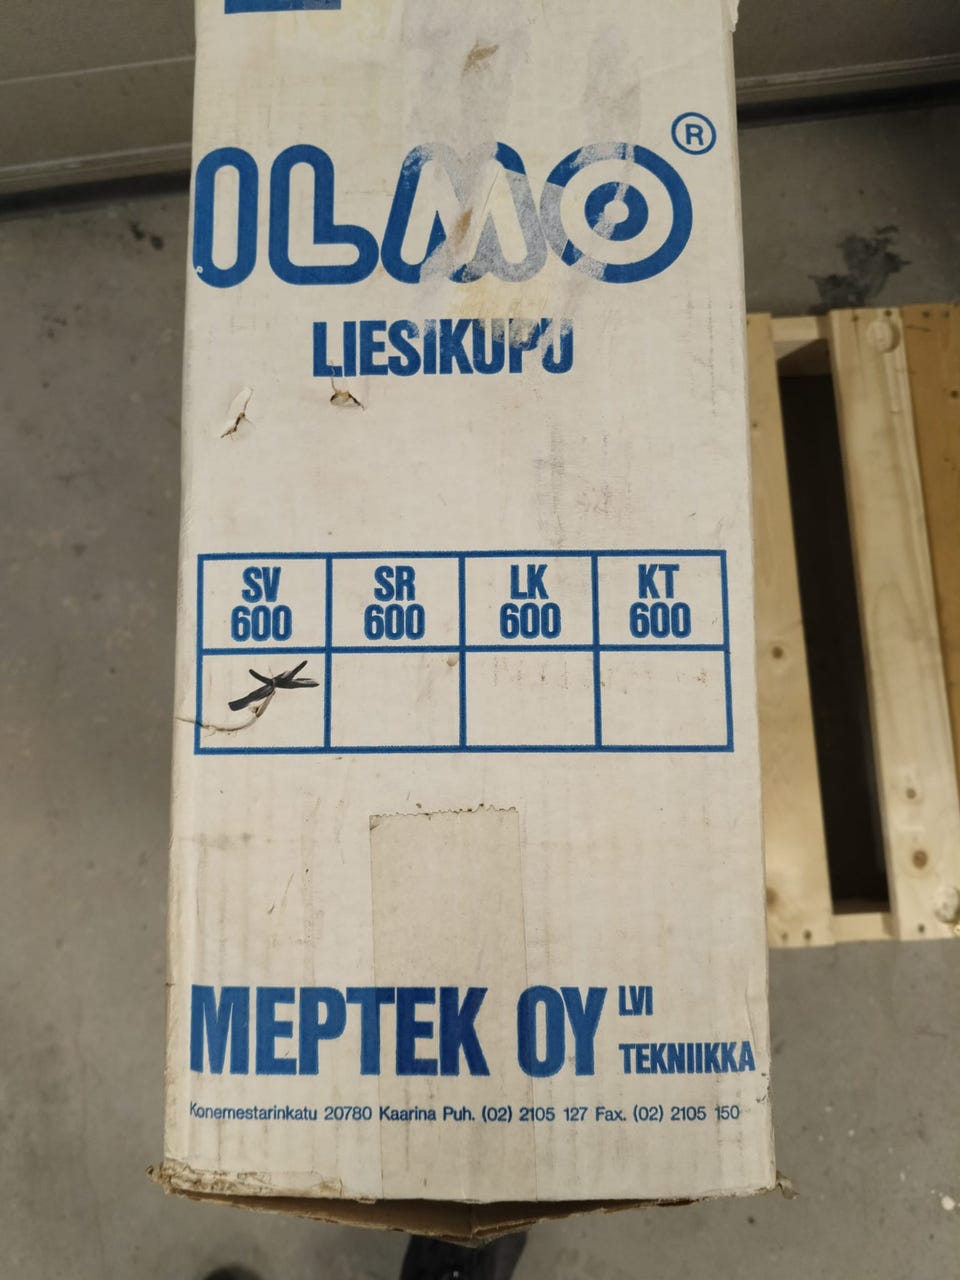 ILMO ®
LIESIKUPU
SV 600
SR 600
LK 600
KT 600
MEPTEK OY LVI TEKNIIKKA
Konemestarinkatu 20780 Kaarina Puh. (02) 2105 127 Fax. (02) 2105 150